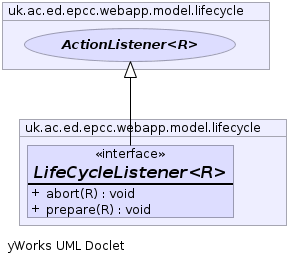 uk.ac.ed.epcc.webapp.model.lifecycle
ActionListener<R>
uk.ac.ed.epcc.webapp.model.lifecycle
«interface»
LifeCycleListener<R>
+ abort(R) : void
+ prepare(R) : void
yWorks UML Doclet